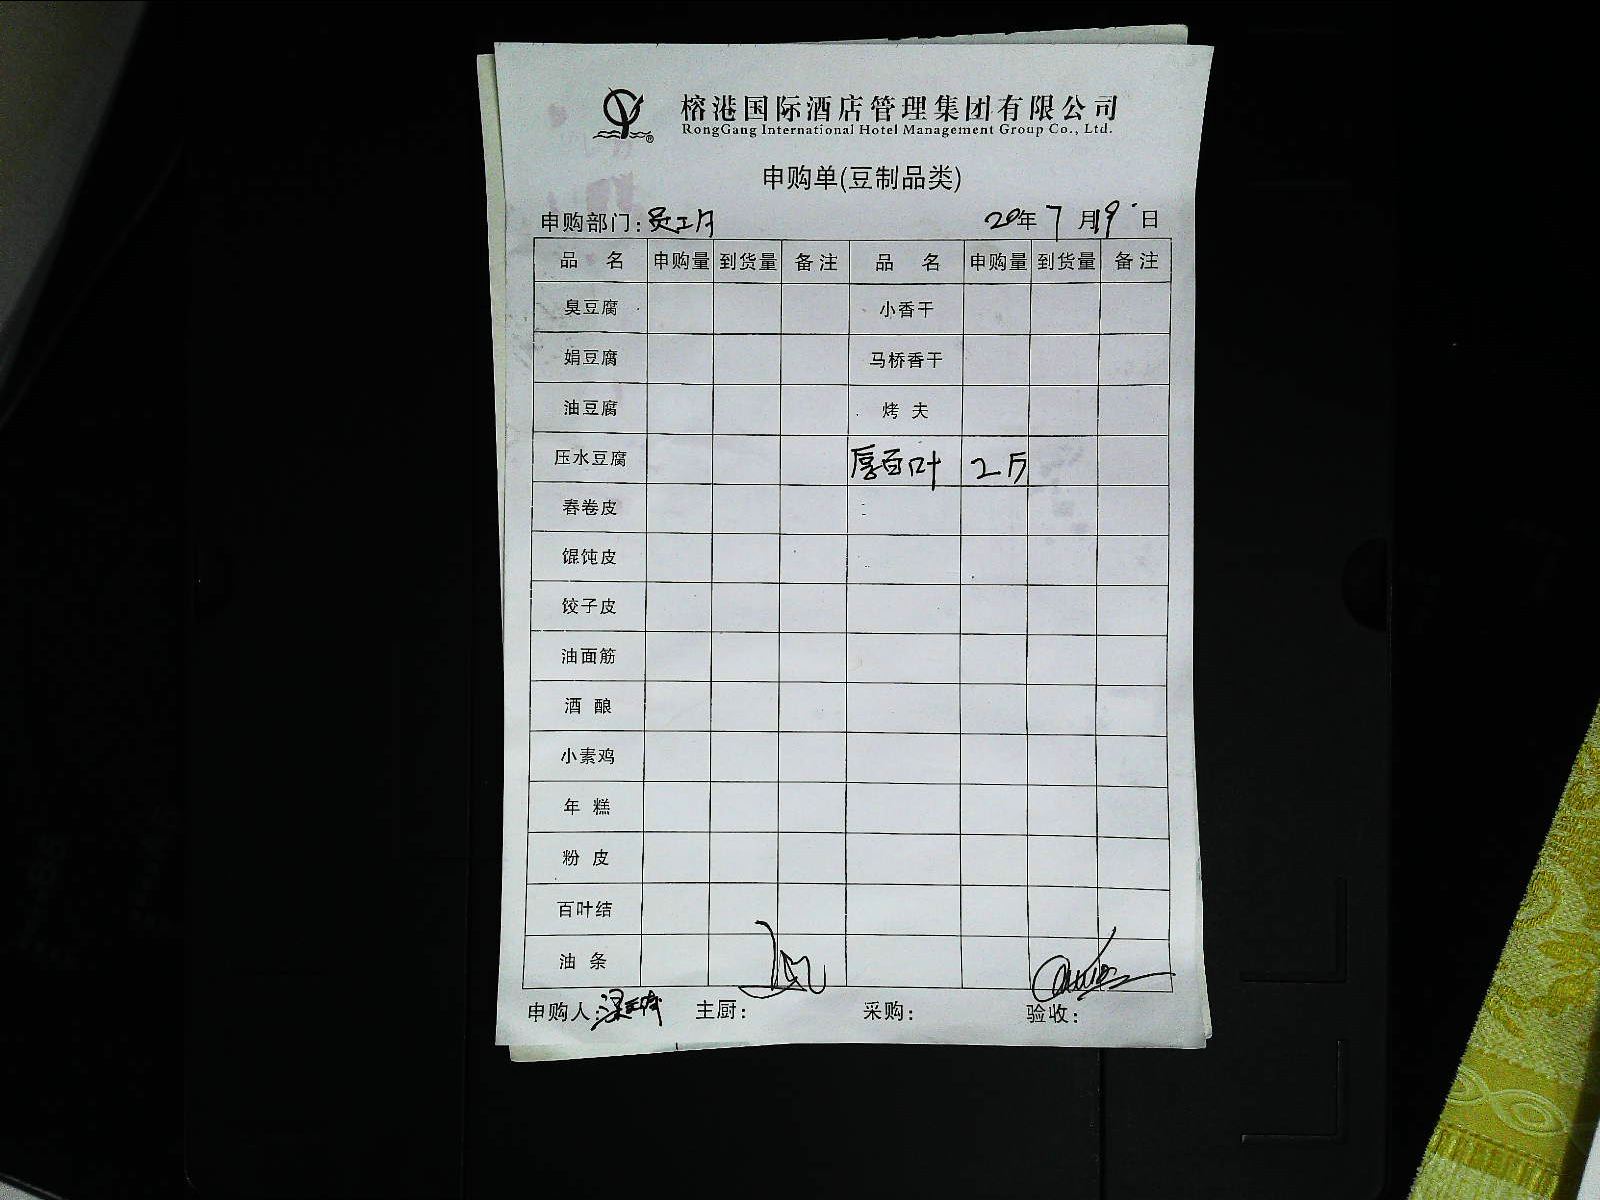 榕港国际酒店管理集团有限公司
RongGang International Hotel Management Group Co., Ltd.
申购单(豆制品类)
申购部门: 员工 20年 7月19日
品 名 申购量 到货量 备注 品 名 申购量 到货量 备注
臭豆腐 小香干
娟豆腐 马桥香干
油豆腐 烤 夫
压水豆腐 厚百叶 2斤
春卷皮
馄饨皮
饺子皮
油面筋
酒 酿
小素鸡
年 糕
粉 皮
百叶结
油 条
申购人: 主厨: 采购: 验收: